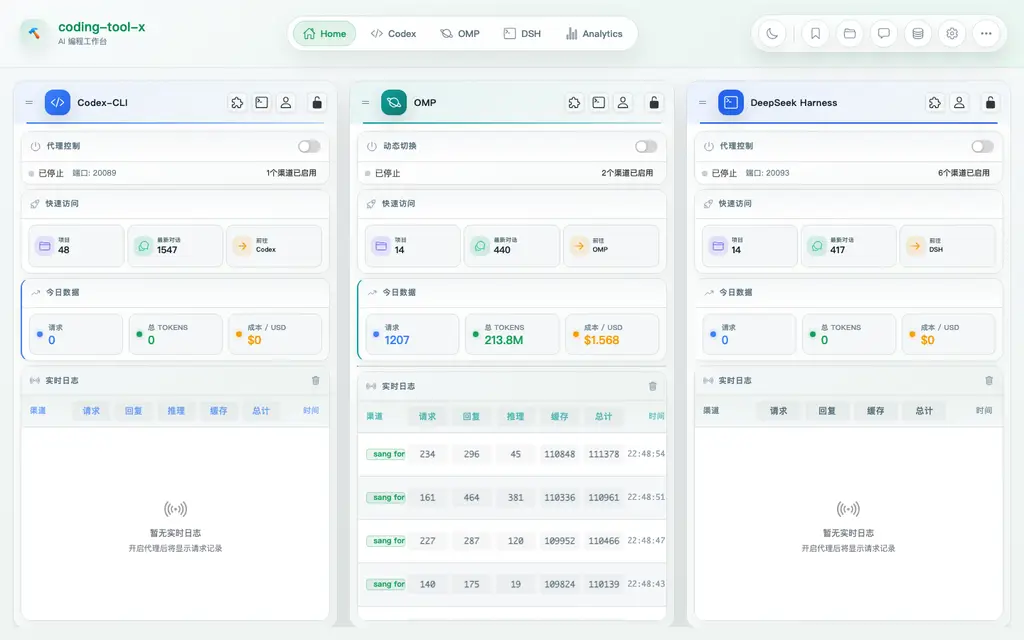 coding-tool-x
AI 编程工作台
Home
Codex
OMP
DSH
Analytics
Codex-CLI
代理控制
已停止 端口: 20089 1个渠道已启用
快速访问
项目
48
最新对话
1547
前往
Codex
今日数据
请求
0
总 TOKENS
0
成本 / USD
$0
实时日志
渠道 请求 回复 推理 缓存 总计 时间
暂无实时日志
开启代理后将显示请求记录
OMP
动态切换
已停止 2个渠道已启用
快速访问
项目
14
最新对话
440
前往
OMP
今日数据
请求
1207
总 TOKENS
213.8M
成本 / USD
$1.568
实时日志
渠道 请求 回复 推理 缓存 总计 时间
sang for 234 296 45 110848 111378 22:48:54
sang for 161 464 381 110336 110961 22:48:51
sang for 227 287 120 109952 110466 22:48:47
sang for 140 175 19 109824 110139 22:48:43
DeepSeek Harness
代理控制
已停止 端口: 20093 6个渠道已启用
快速访问
项目
14
最新对话
417
前往
DSH
今日数据
请求
0
总 TOKENS
0
成本 / USD
$0
实时日志
渠道 请求 回复 缓存 总计 时间
暂无实时日志
开启代理后将显示请求记录